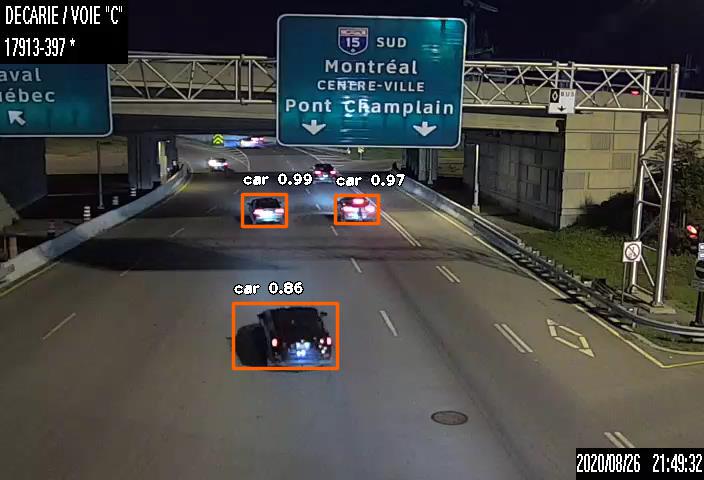 DECARIE / VOIE "C"
17913-397 *
aval
uébec
15 SUD
Montréal
CENTRE-VILLE
Pont Champlain
BUS
car 0.99
car 0.97
car 0.86
2020/08/26 21:49:32